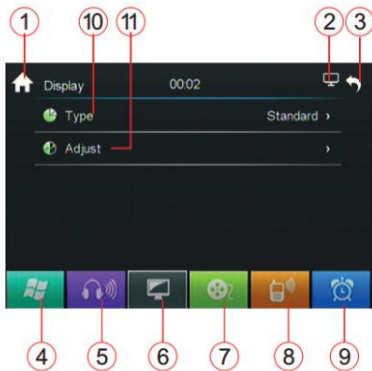 1 10 11 2 3
Display 00:02
Type Standard ›
Adjust ›
4 5 6 7 8 9